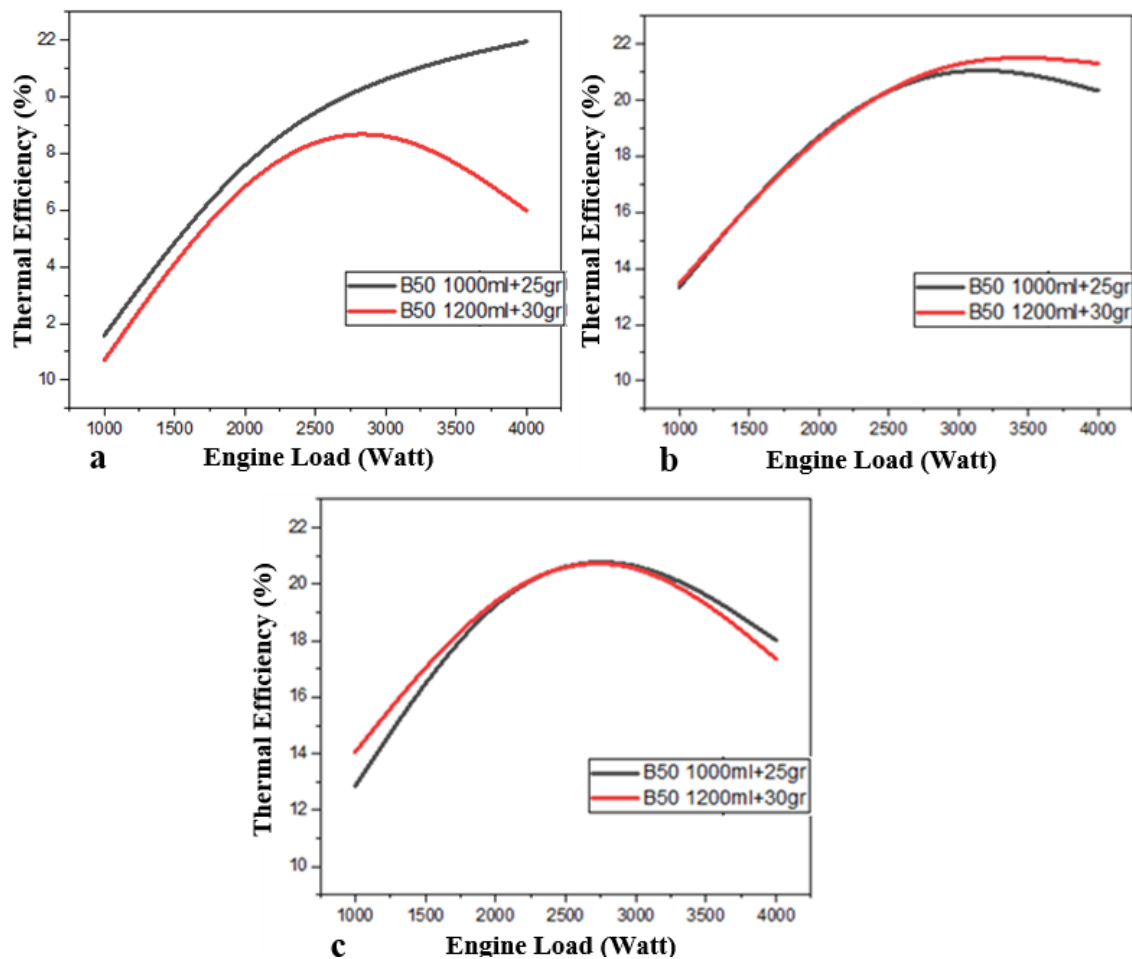 Thermal Efficiency (%)
22
0
8
6
4
2
10
B50 1000ml+25gr
B50 1200ml+30gr
1000 1500 2000 2500 3000 3500 4000
a Engine Load (Watt)
Thermal Efficiency (%)
22
20
18
16
14
12
10
B50 1000ml+25gr
B50 1200ml+30gr
1000 1500 2000 2500 3000 3500 4000
b Engine Load (Watt)
Thermal Efficiency (%)
22
20
18
16
14
12
10
B50 1000ml+25gr
B50 1200ml+30gr
1000 1500 2000 2500 3000 3500 4000
c Engine Load (Watt)